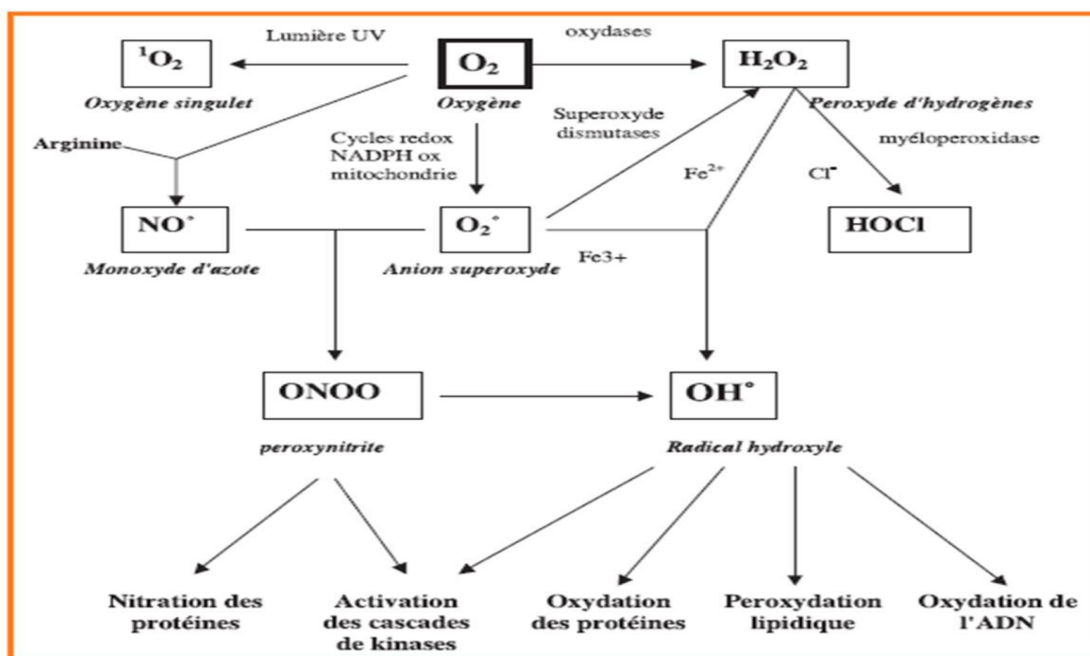 Lumière UV
oxydases
¹O₂
O₂
H₂O₂
Oxygène singulet
Oxygène
Peroxyde d'hydrogènes
Arginine
Cycles redox
NADPH ox
mitochondrie
Superoxyde
dismutases
Fe²⁺
Cl⁻
myéloperoxidase
NO°
O₂°
HOCl
Monoxyde d'azote
Anion superoxyde
Fe3+
ONOO
OH°
peroxynitrite
Radical hydroxyle
Nitration des
protéines
Activation
des cascades
de kinases
Oxydation
des protéines
Peroxydation
lipidique
Oxydation de
l'ADN